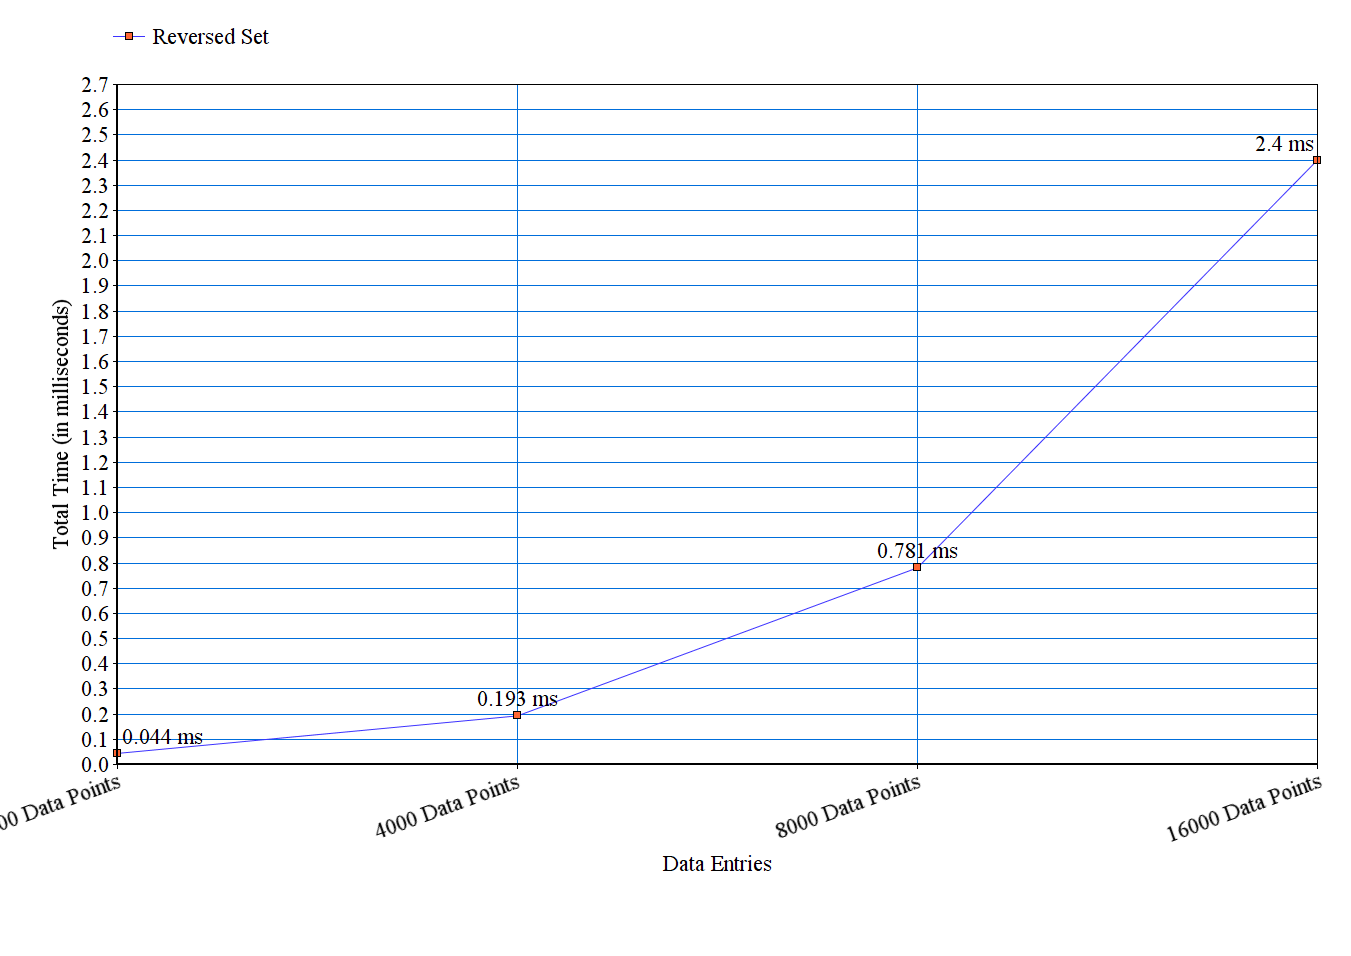 Reversed Set
2.7
2.6
2.5
2.4 ms
2.4
2.3
2.2
2.1
2.0
1.9
1.8
1.7
1.6
1.5
1.4
1.3
1.2
1.1
1.0
0.9
0.8
0.7
0.6
0.5
0.4
0.3
0.2
0.1
0.0
Total Time (in milliseconds)
0.781 ms
0.193 ms
0.044 ms
00 Data Points
4000 Data Points
8000 Data Points
16000 Data Points
Data Entries